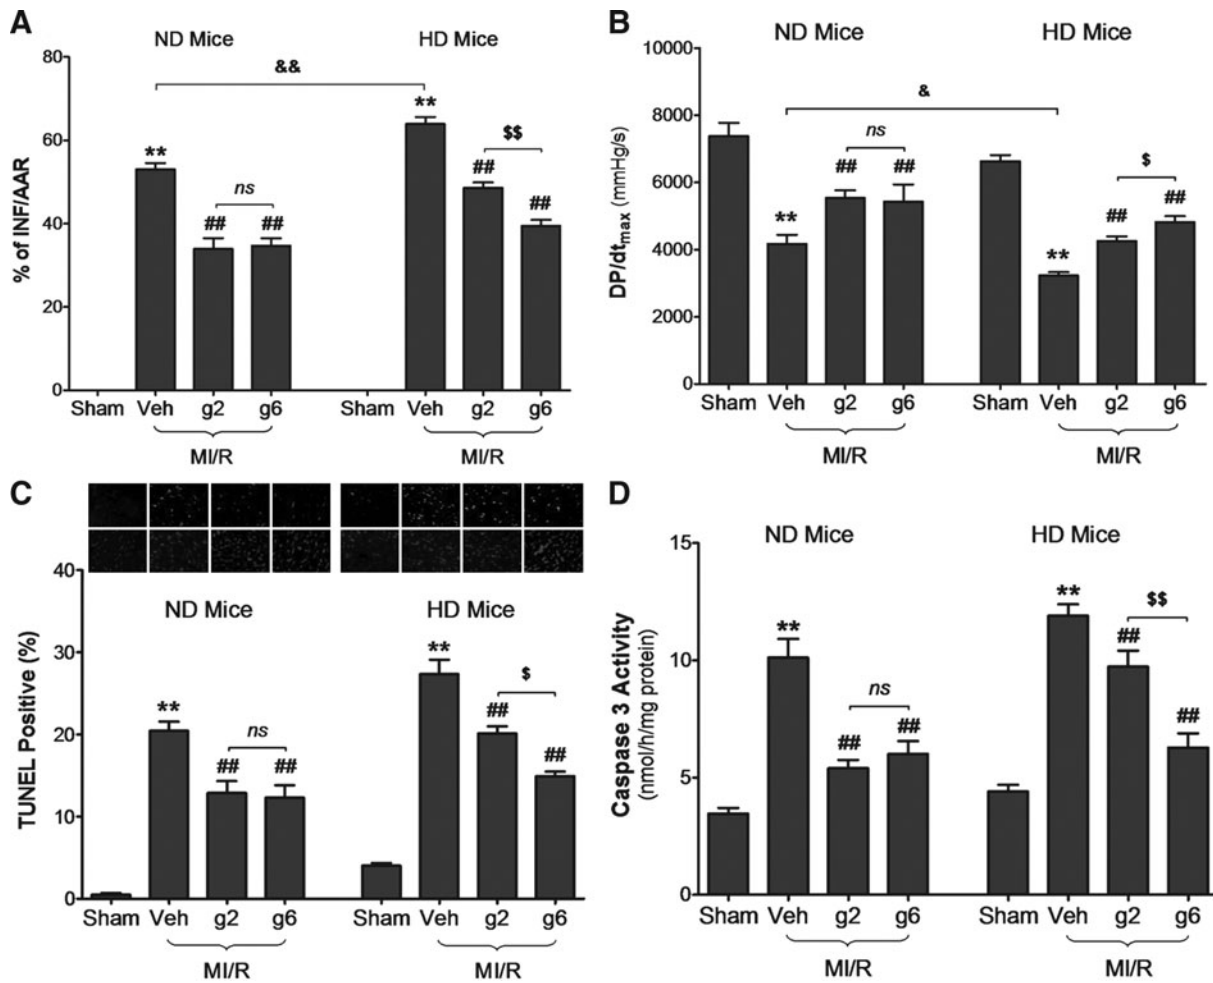 A
ND Mice
HD Mice
80
60
40
20
0
% of INF/AAR
&&
**
**
$$
##
##
ns
##
##
Sham Veh g2 g6
Sham Veh g2 g6
MI/R
MI/R
B
ND Mice
HD Mice
10000
8000
6000
4000
2000
0
DP/dtmax (mmHg/s)
&
ns
##
##
$
##
##
**
**
Sham Veh g2 g6
Sham Veh g2 g6
MI/R
MI/R
C
40
30
20
10
0
TUNEL Positive (%)
ND Mice
HD Mice
**
**
$
##
##
ns
##
##
Sham Veh g2 g6
Sham Veh g2 g6
MI/R
MI/R
D
ND Mice
HD Mice
15
10
5
0
Caspase 3 Activity
(nmol/h/mg protein)
**
**
$$
##
##
ns
##
##
Sham Veh g2 g6
Sham Veh g2 g6
MI/R
MI/R